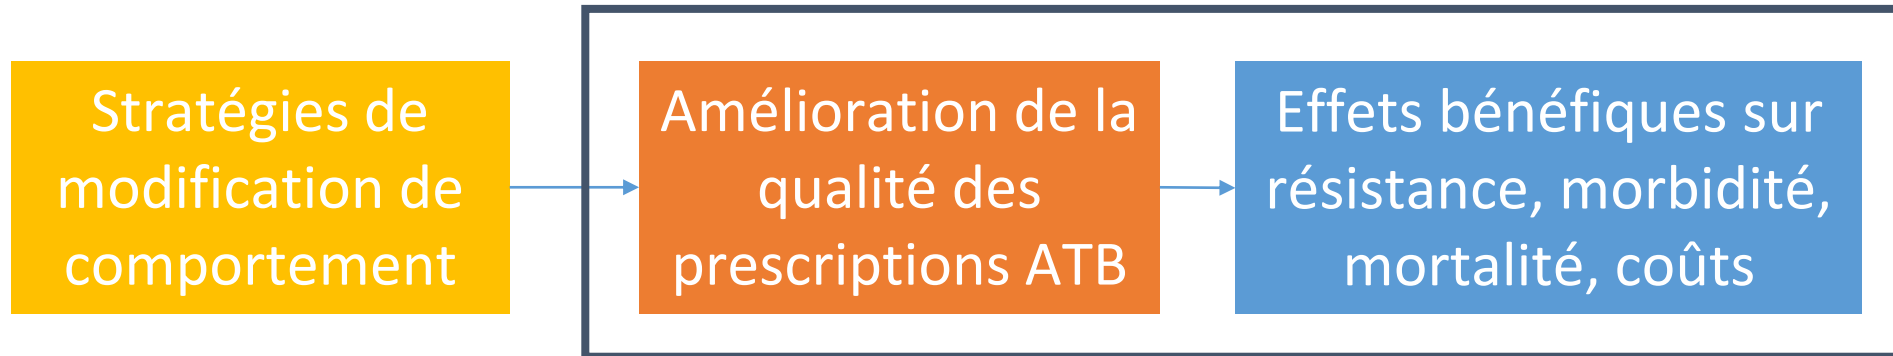 Stratégies de
modification de
comportement
Amélioration de la
qualité des
prescriptions ATB
Effets bénéfiques sur
résistance, morbidité,
mortalité, coûts